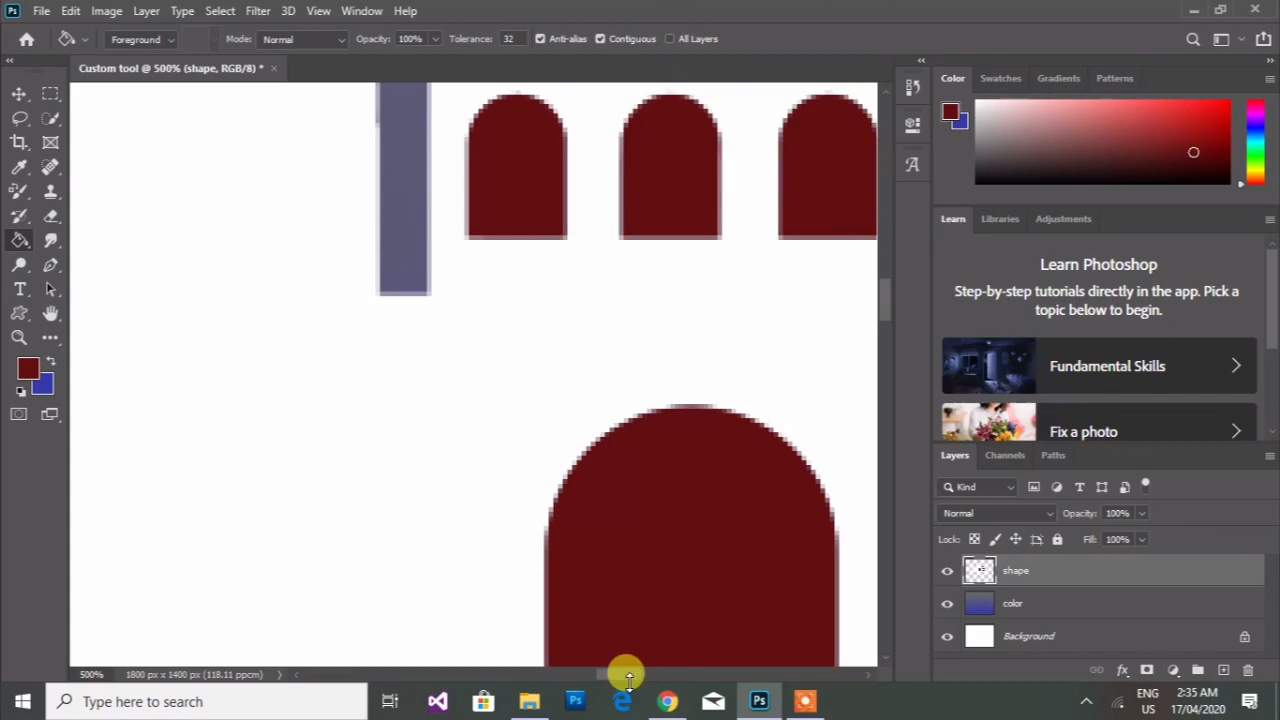 Ps File Edit Image Layer Type Select Filter 3D View Window Help
Foreground Mode: Normal Opacity: 100% Tolerance: 32 Anti-alias Contiguous All Layers
Custom tool @ 500% (shape, RGB/8) * ×
Color Swatches Gradients Patterns
Learn Libraries Adjustments
Learn Photoshop
Step-by-step tutorials directly in the app. Pick a
topic below to begin.
Fundamental Skills
Fix a photo
Layers Channels Paths
Kind
Normal Opacity: 100%
Lock: Fill: 100%
shape
color
Background
500% 1800 px x 1400 px (118.11 ppcm)
Type here to search
Ps
Ps
ENG
US
2:35 AM
17/04/2020